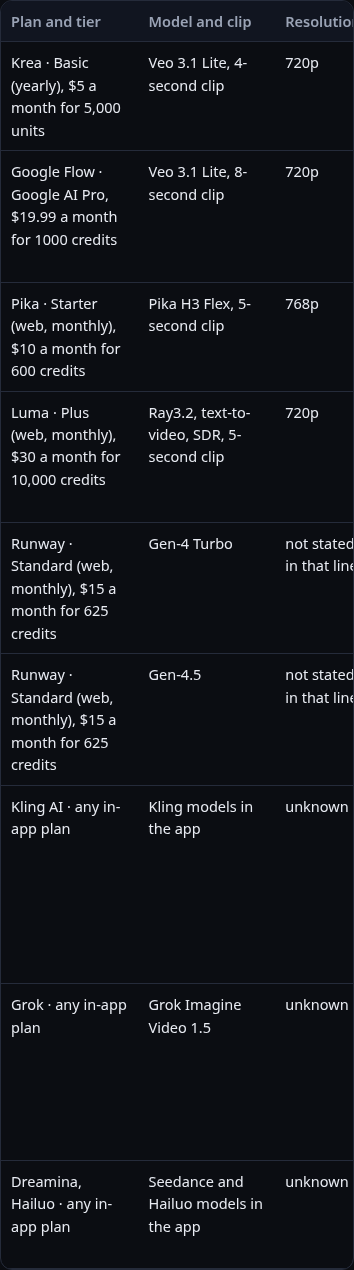 Plan and tier
Model and clip
Resolution
Krea · Basic
(yearly), $5 a
month for 5,000
units
Veo 3.1 Lite, 4-
second clip
720p
Google Flow ·
Google AI Pro,
$19.99 a month
for 1000 credits
Veo 3.1 Lite, 8-
second clip
720p
Pika · Starter
(web, monthly),
$10 a month for
600 credits
Pika H3 Flex, 5-
second clip
768p
Luma · Plus
(web, monthly),
$30 a month for
10,000 credits
Ray3.2, text-to-
video, SDR, 5-
second clip
720p
Runway ·
Standard (web,
monthly), $15 a
month for 625
credits
Gen-4 Turbo
not stated
in that line
Runway ·
Standard (web,
monthly), $15 a
month for 625
credits
Gen-4.5
not stated
in that line
Kling AI · any in-
app plan
Kling models in
the app
unknown
Grok · any in-app
plan
Grok Imagine
Video 1.5
unknown
Dreamina,
Hailuo · any in-
app plan
Seedance and
Hailuo models in
the app
unknown